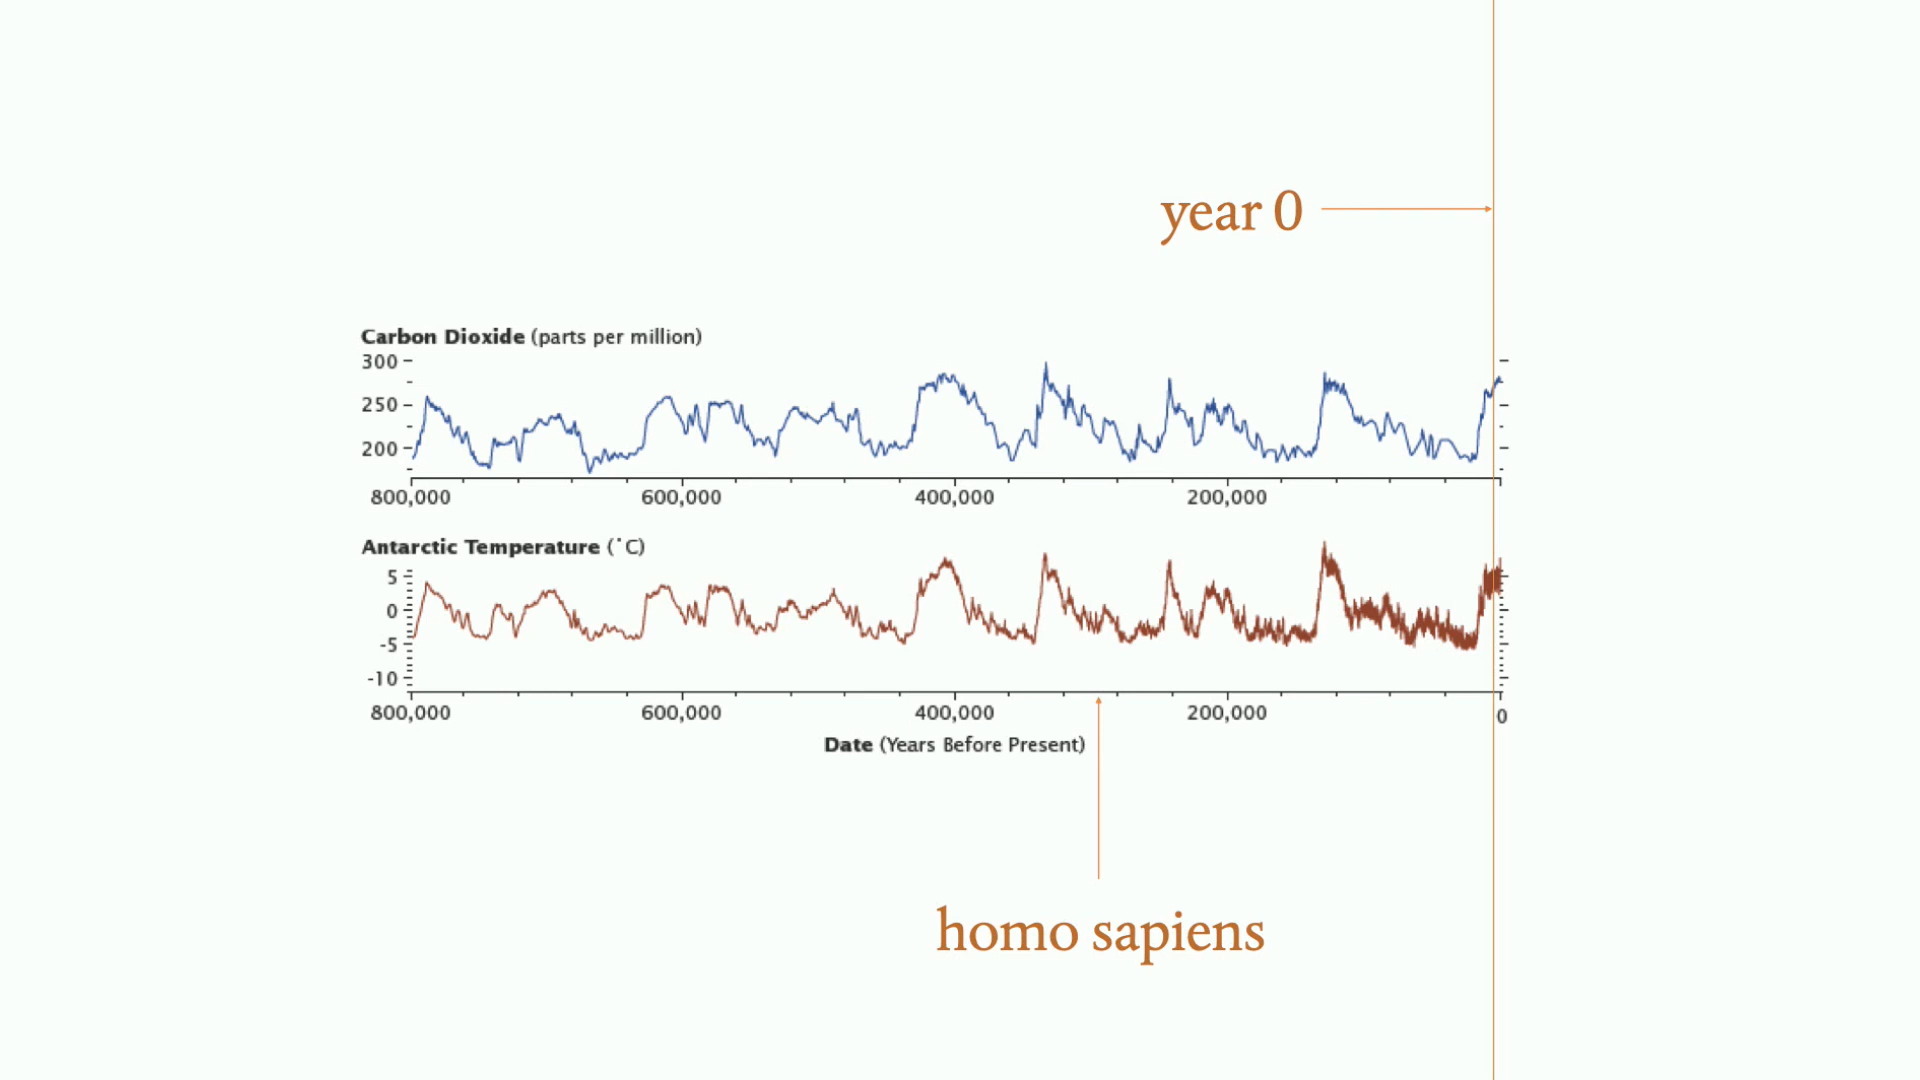 year 0
Carbon Dioxide (parts per million)
300
250
200
800,000 600,000 400,000 200,000
Antarctic Temperature (˚C)
5
0
-5
-10
800,000 600,000 400,000 200,000 0
Date (Years Before Present)
homo sapiens